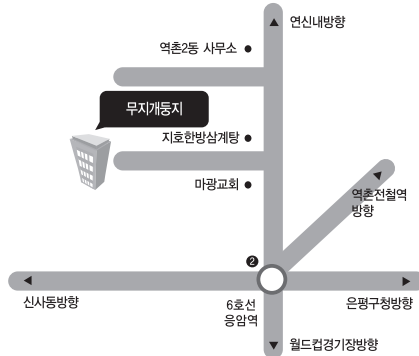 연신내방향
역촌2동 사무소
무지개둥지
지호한방삼계탕
마광교회
역촌전철역
방향
2
신사동방향
6호선
응암역
은평구청방향
월드컵경기장방향